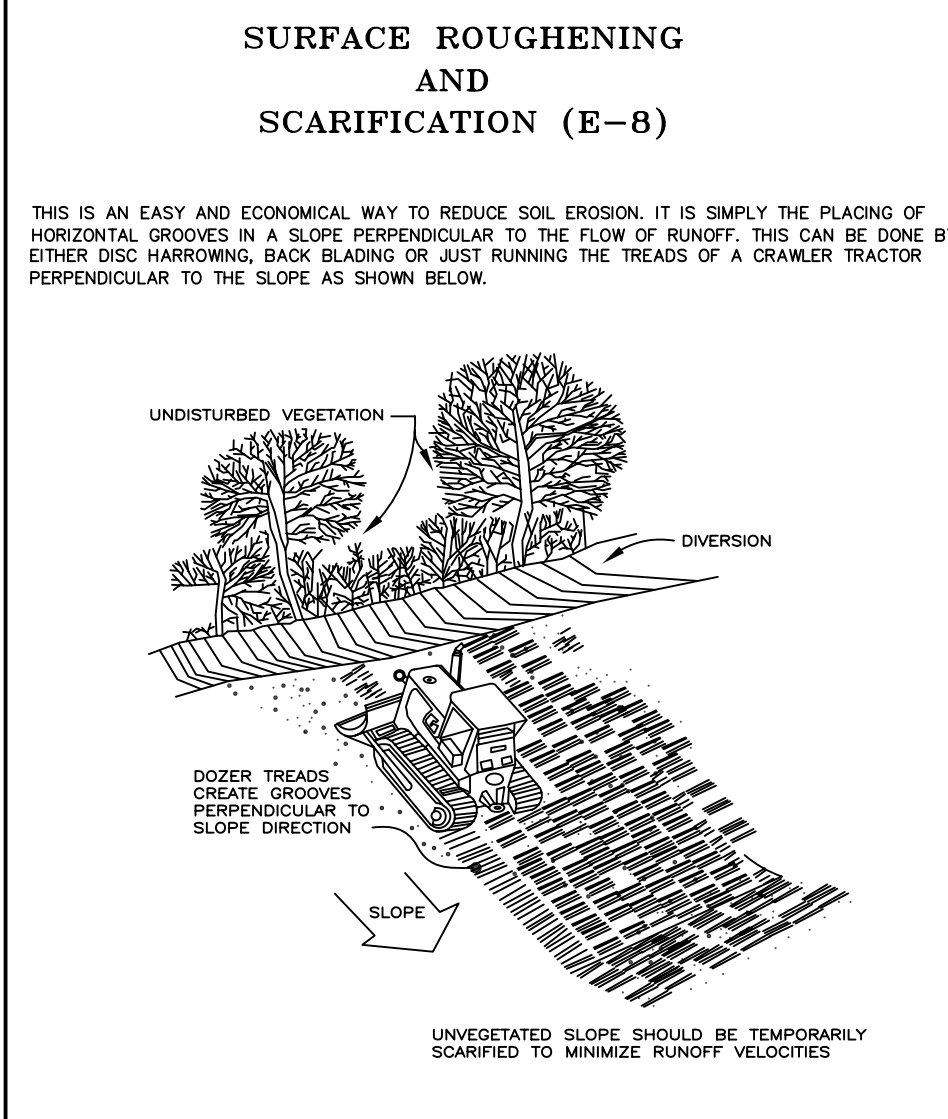 SURFACE ROUGHENING
AND
SCARIFICATION (E-8)
THIS IS AN EASY AND ECONOMICAL WAY TO REDUCE SOIL EROSION. IT IS SIMPLY THE PLACING OF
HORIZONTAL GROOVES IN A SLOPE PERPENDICULAR TO THE FLOW OF RUNOFF. THIS CAN BE DONE
EITHER DISC HARROWING, BACK BLADING OR JUST RUNNING THE TREADS OF A CRAWLER TRACTOR
PERPENDICULAR TO THE SLOPE AS SHOWN BELOW.
UNDISTURBED VEGETATION
DIVERSION
DOZER TREADS
CREATE GROOVES
PERPENDICULAR TO
SLOPE DIRECTION
SLOPE
UNVEGETATED SLOPE SHOULD BE TEMPORARILY
SCARIFIED TO MINIMIZE RUNOFF VELOCITIES